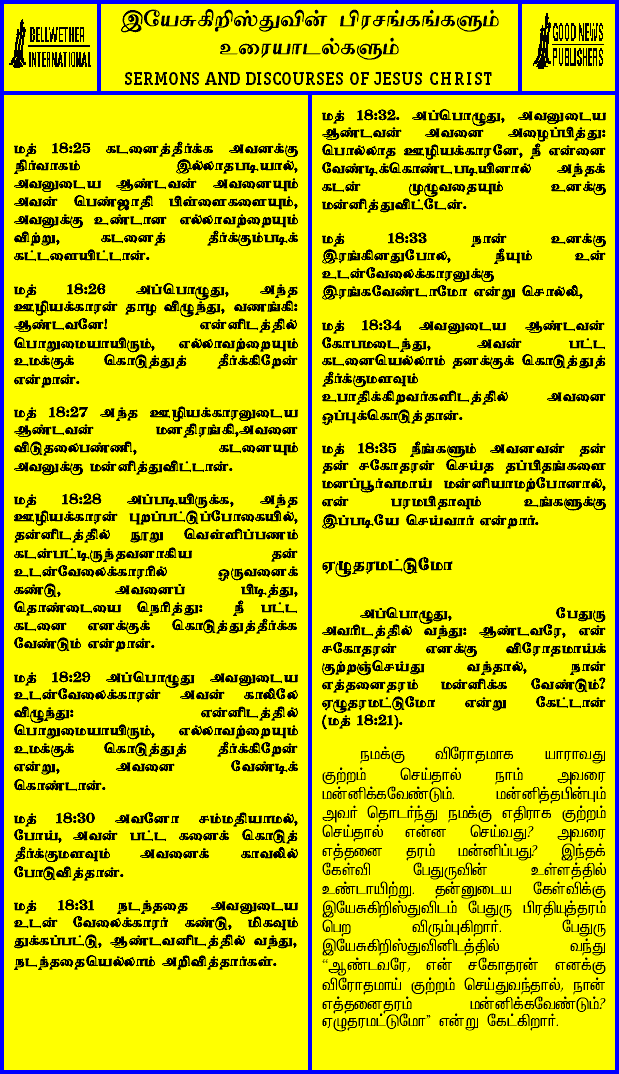 BELLWETHER
INTERNATIONAL
இயேசுகிறிஸ்துவின் பிரசங்கங்களும்
உரையாடல்களும்
SERMONS AND DISCOURSES OF JESUS CHRIST
GOOD NEWS
PUBLISHERS
மத் 18:25 கடனைத்தீர்க்க அவனுக்கு
நிர்வாகம் இல்லாதபடியால்,
அவனுடைய ஆண்டவன் அவனையும்
அவன் பெண்ஜாதி பிள்ளைகளையும்,
அவனுக்கு உண்டான எல்லாவற்றையும்
விற்று, கடனைத் தீர்க்கும்படிக்
கட்டளையிட்டான்.
மத் 18:26 அப்பொழுது, அந்த
ஊழியக்காரன் தாழ விழுந்து, வணங்கி:
ஆண்டவனே! என்னிடத்தில்
பொறுமையாயிரும், எல்லாவற்றையும்
உமக்குக் கொடுத்துத் தீர்க்கிறேன்
என்றான்.
மத் 18:27 அந்த ஊழியக்காரனுடைய
ஆண்டவன் மனதிரங்கி,அவனை
விடுதலைபண்ணி, கடனையும்
அவனுக்கு மன்னித்துவிட்டான்.
மத் 18:28 அப்படியிருக்க, அந்த
ஊழியக்காரன் புறப்பட்டுப்போகையில்,
தன்னிடத்தில் நூறு வெள்ளிப்பணம்
கடன்பட்டிருந்தவனாகிய தன்
உடன்வேலைக்காரரில் ஒருவனைக்
கண்டு, அவனைப் பிடித்து,
தொண்டையை நெரித்து: நீ பட்ட
கடனை எனக்குக் கொடுத்துத்தீர்க்க
வேண்டும் என்றான்.
மத் 18:29 அப்பொழுது அவனுடைய
உடன்வேலைக்காரன் அவன் காலிலே
விழுந்து: என்னிடத்தில்
பொறுமையாயிரும், எல்லாவற்றையும்
உமக்குக் கொடுத்துத் தீர்க்கிறேன்
என்று, அவனை வேண்டிக்
கொண்டான்.
மத் 18:30 அவனோ சம்மதியாமல்,
போய், அவன் பட்ட கனைக் கொடுத்
தீர்க்குமளவும் அவனைக் காவலில்
போடுவித்தான்.
மத் 18:31 நடந்ததை அவனுடைய
உடன் வேலைக்காரர் கண்டு, மிகவும்
துக்கப்பட்டு, ஆண்டவனிடத்தில் வந்து,
நடந்ததையெல்லாம் அறிவித்தார்கள்.
மத் 18:32. அப்பொழுது, அவனுடைய
ஆண்டவன் அவனை அழைப்பித்து:
பொல்லாத ஊழியக்காரனே, நீ என்னை
வேண்டிக்கொண்டபடியினால் அந்தக்
கடன் முழுவதையும் உனக்கு
மன்னித்துவிட்டேன்.
மத் 18:33 நான் உனக்கு
இரங்கினதுபோல, நீயும் உன்
உடன்வேலைக்காரனுக்கு
இரங்கவேண்டாமோ என்று சொல்லி,
மத் 18:34 அவனுடைய ஆண்டவன்
கோபமடைந்து, அவன் பட்ட
கடனையெல்லாம் தனக்குக் கொடுத்துத்
தீர்க்குமளவும்
உபாதிக்கிறவர்களிடத்தில் அவனை
ஒப்புக்கொடுத்தான்.
மத் 18:35 நீங்களும் அவனவன் தன்
தன் சகோதரன் செய்த தப்பிதங்களை
மனப்பூர்வமாய் மன்னியாமற்போனால்,
என் பரமபிதாவும் உங்களுக்கு
இப்படியே செய்வார் என்றார்.
ஏழுதரமட்டுமோ
அப்பொழுது, பேதுரு
அவரிடத்தில் வந்து: ஆண்டவரே, என்
சகோதரன் எனக்கு விரோதமாய்க்
குற்றஞ்செய்து வந்தால், நான்
எத்தனைதரம் மன்னிக்க வேண்டும்?
ஏழுதரமட்டுமோ என்று கேட்டான்
(மத் 18:21).
நமக்கு விரோதமாக யாராவது
குற்றம் செய்தால் நாம் அவரை
மன்னிக்கவேண்டும். மன்னித்தபின்பும்
அவர் தொடர்ந்து நமக்கு எதிராக குற்றம்
செய்தால் என்ன செய்வது? அவரை
எத்தனை தரம் மன்னிப்பது? இந்தக்
கேள்வி பேதுருவின் உள்ளத்தில்
உண்டாயிற்று. தன்னுடைய கேள்விக்கு
இயேசுகிறிஸ்துவிடம் பேதுரு பிரதியுத்தரம்
பெற விரும்புகிறார். பேதுரு
இயேசுகிறிஸ்துவினிடத்தில் வந்து
“ஆண்டவரே, என் சகோதரன் எனக்கு
விரோதமாய் குற்றம் செய்துவந்தால், நான்
எத்தனைதரம் மன்னிக்கவேண்டும்?
ஏழுதரமட்டுமோ” என்று கேட்கிறார்.